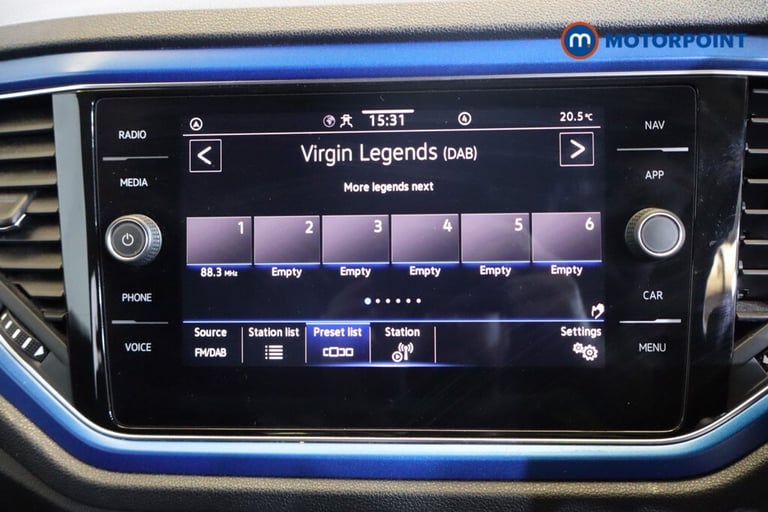 m MOTORPOINT
RADIO
MEDIA
PHONE
VOICE
15:31
20.5°C
Virgin Legends (DAB)
More legends next
1 2 3 4 5 6
88.3 MHz Empty Empty Empty Empty Empty
Source Station list Preset list Station Settings
FM/DAB
NAV
APP
CAR
MENU